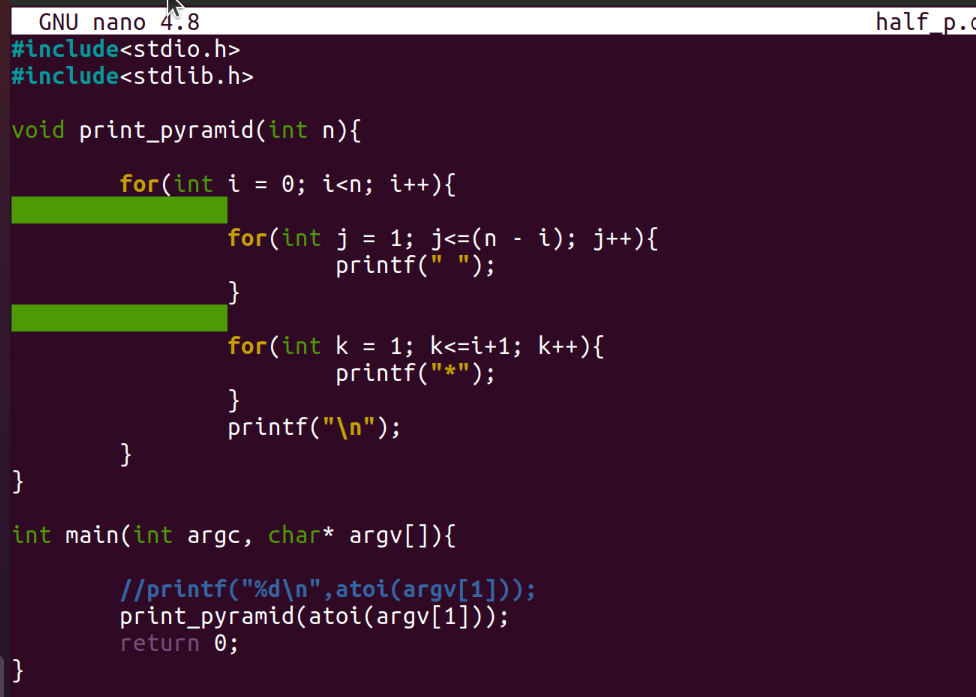 GNU nano 4.8 half_p.c
#include<stdio.h>
#include<stdlib.h>
void print_pyramid(int n){
for(int i = 0; i<n; i++){
for(int j = 1; j<=(n - i); j++){
printf(" ");
}
for(int k = 1; k<=i+1; k++){
printf("*");
}
printf("\n");
}
}
int main(int argc, char* argv[]){
//printf("%d\n",atoi(argv[1]));
print_pyramid(atoi(argv[1]));
return 0;
}